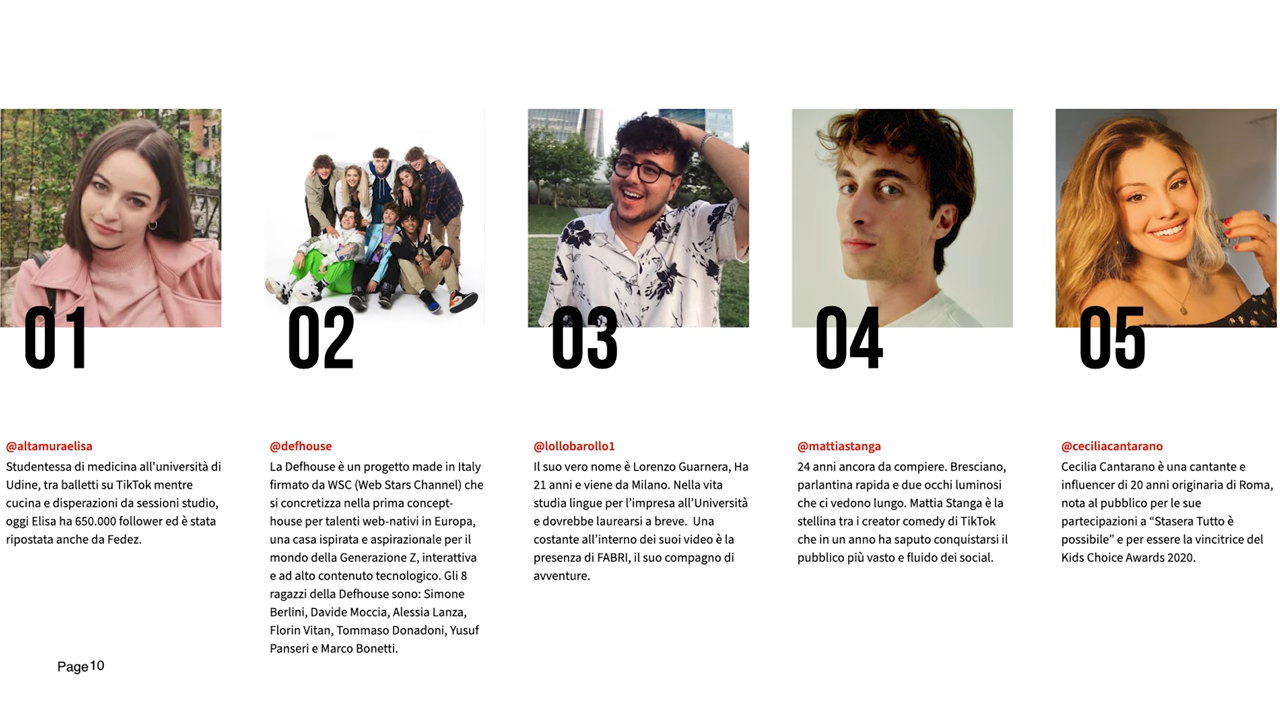 01
02
03
04
05
@altamuraelisa
Studentessa di medicina all'università di
Udine, tra balletti su TikTok mentre
cucina e disperazioni da sessioni studio,
oggi Elisa ha 650.000 follower ed è stata
ripostata anche da Fedez.
@defhouse
La Defhouse è un progetto made in Italy
firmato da WSC (Web Stars Channel) che
si concretizza nella prima concept-
house per talenti web-nativi in Europa,
una casa ispirata e aspirazionale per il
mondo della Generazione Z, interattiva
e ad alto contenuto tecnologico. Gli 8
ragazzi della Defhouse sono: Simone
Berlini, Davide Moccia, Alessia Lanza,
Florin Vitan, Tommaso Donadoni, Yusuf
Panseri e Marco Bonetti.
@lollobarollo1
Il suo vero nome è Lorenzo Guarnera, Ha
21 anni e viene da Milano. Nella vita
studia lingue per l'impresa all'Università
e dovrebbe laurearsi a breve. Una
costante all'interno dei suoi video è la
presenza di FABRI, il suo compagno di
avventure.
@mattiastanga
24 anni ancora da compiere. Bresciano,
parlantina rapida e due occhi luminosi
che ci vedono lungo. Mattia Stanga è la
stellina tra i creator comedy di TikTok
che in un anno ha saputo conquistarsi il
pubblico più vasto e fluido dei social.
@ceciliacantarano
Cecilia Cantarano è una cantante e
influencer di 20 anni originaria di Roma,
nota al pubblico per le sue
partecipazioni a “Stasera Tutto è
possibile” e per essere la vincitrice del
Kids Choice Awards 2020.
Page 10